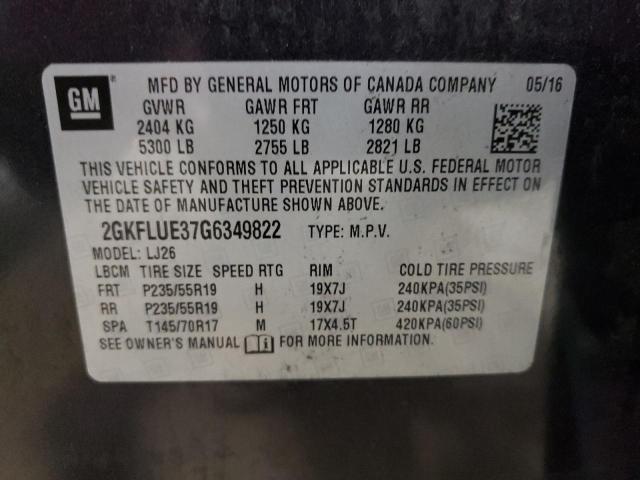 GM ® MFD BY GENERAL MOTORS OF CANADA COMPANY 05/16
GVWR GAWR FRT GAWR RR
2404 KG 1250 KG 1280 KG
5300 LB 2755 LB 2821 LB
THIS VEHICLE CONFORMS TO ALL APPLICABLE U.S. FEDERAL MOTOR
VEHICLE SAFETY AND THEFT PREVENTION STANDARDS IN EFFECT ON
THE DATE OF MANUFACTURE SHOWN ABOVE.
2GKFLUE37G6349822 TYPE: M.P.V.
MODEL: LJ26
LBCM TIRE SIZE SPEED RTG RIM COLD TIRE PRESSURE
FRT P235/55R19 H 19X7J 240KPA(35PSI)
RR P235/55R19 H 19X7J 240KPA(35PSI)
SPA T145/70R17 M 17X4.5T 420KPA(60PSI)
SEE OWNER'S MANUAL FOR MORE INFORMATION.